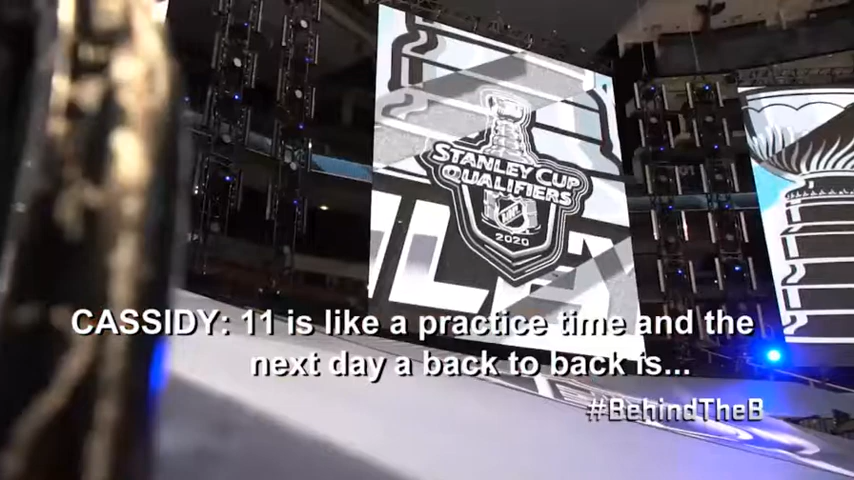 STANLEY CUP
QUALIFIERS
NHL
2020
CASSIDY: 11 is like a practice time and the
next day a back to back is...
#BehindTheB